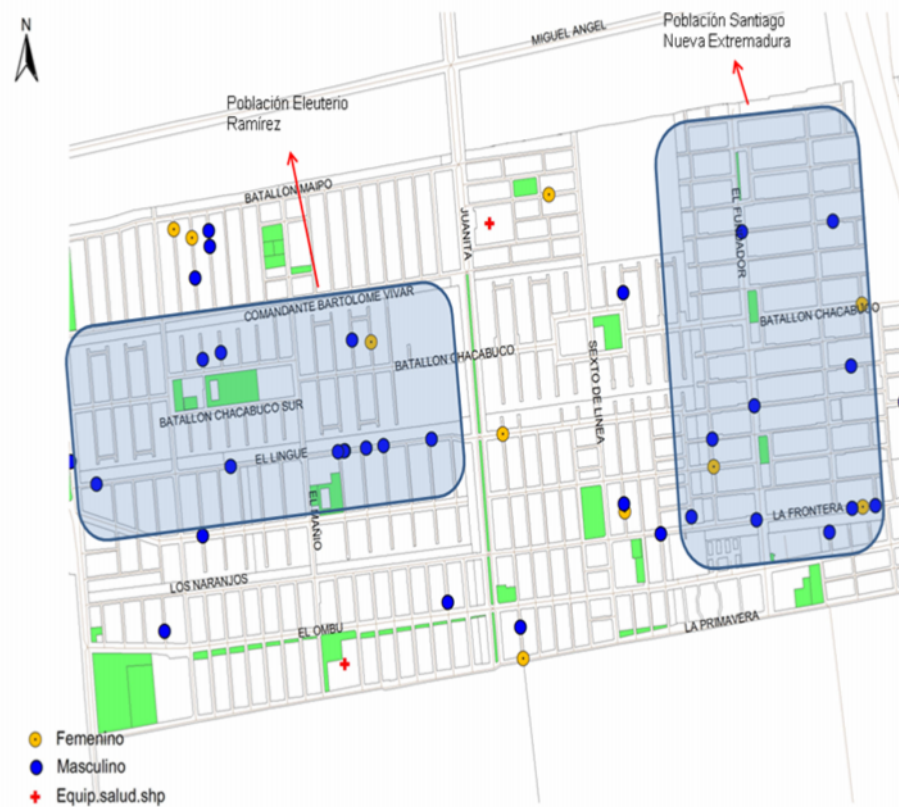 N
MIGUEL ANGEL
Población Santiago
Nueva Extremadura
Población Eleuterio
Ramírez
BATALLON MAIPO
JUANITA
EL FUNDADOR
COMANDANTE BARTOLOME VIVAR
BATALLON CHACABUCO
BATALLON CHACABUCO
SEXTO DE LINEA
BATALLON CHACABUCO SUR
EL LINGUE
EL MAÑIO
LA FRONTERA
LOS NARANJOS
EL OMBU
LA PRIMAVERA
Femenino
Masculino
Equip.salud.shp